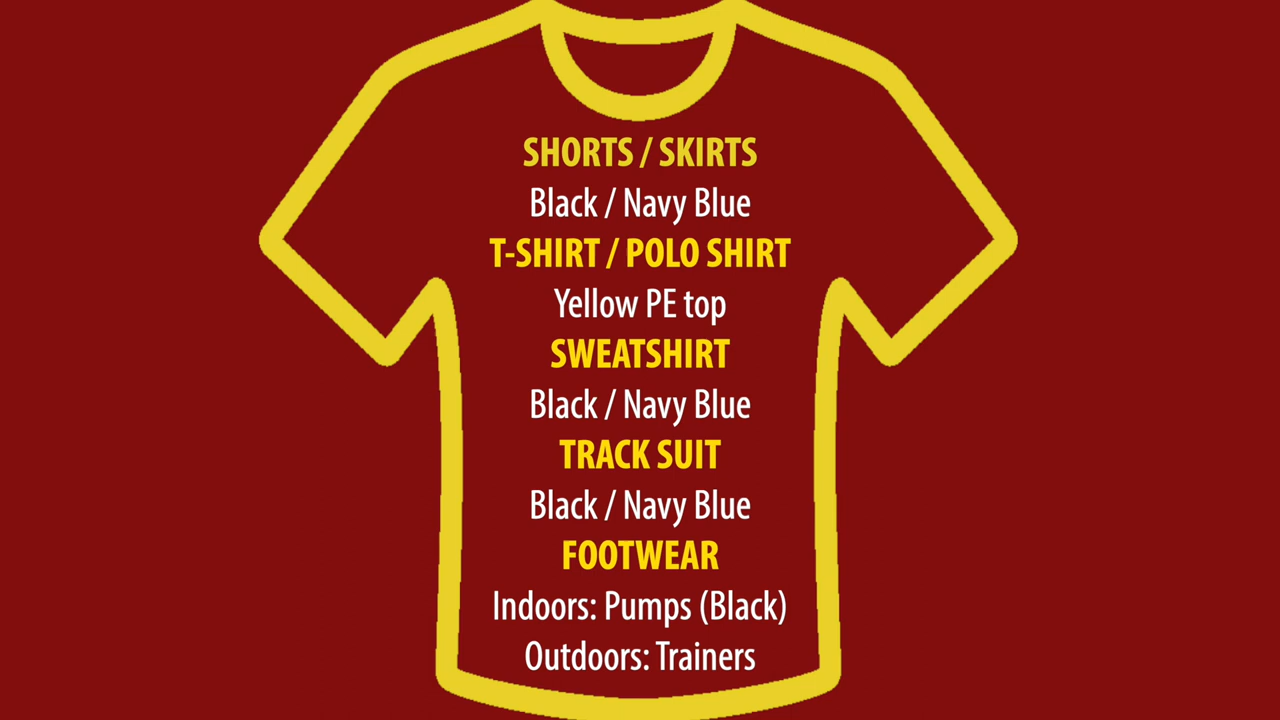 SHORTS / SKIRTS
Black / Navy Blue
T-SHIRT / POLO SHIRT
Yellow PE top
SWEATSHIRT
Black / Navy Blue
TRACK SUIT
Black / Navy Blue
FOOTWEAR
Indoors: Pumps (Black)
Outdoors: Trainers